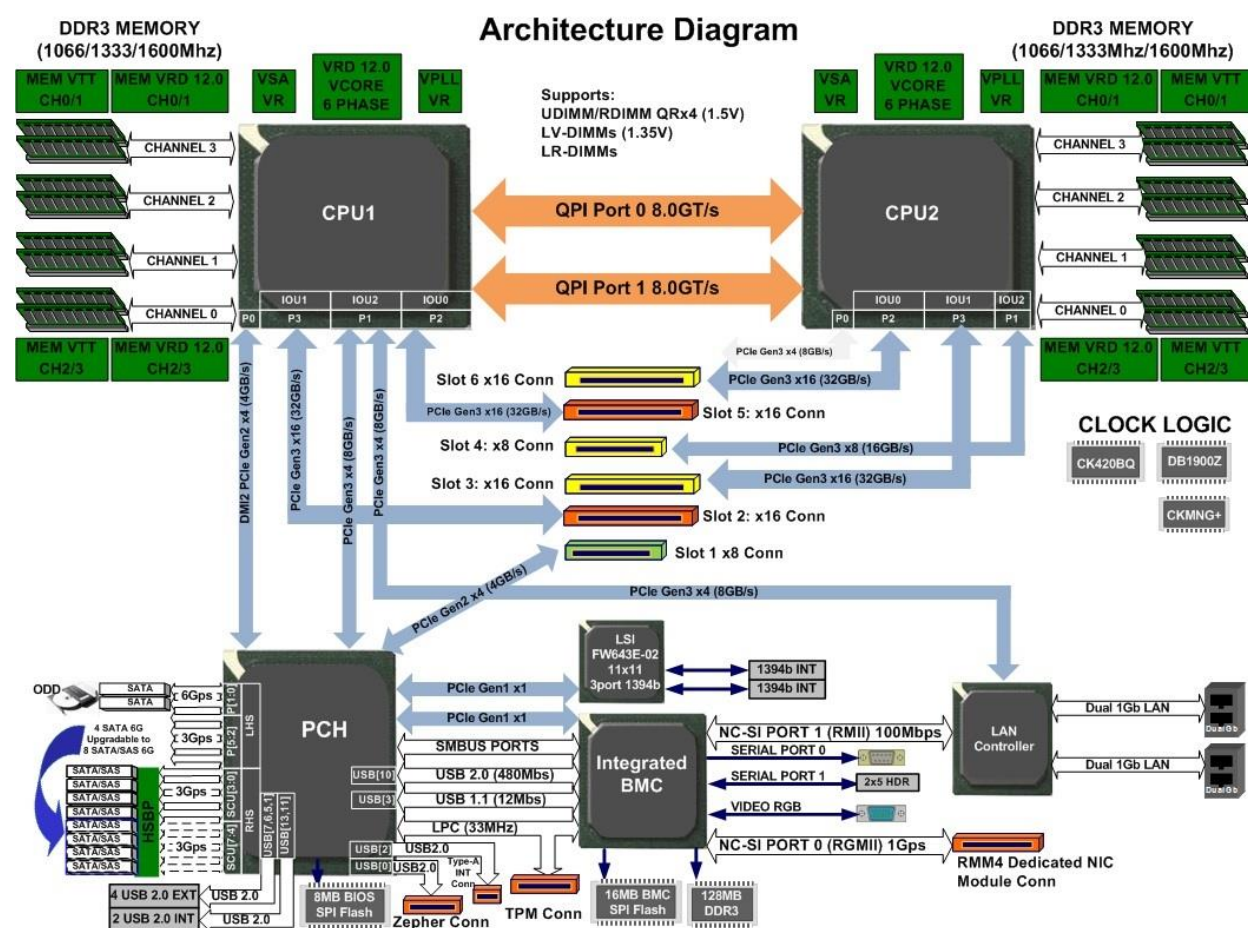 Architecture Diagram
DDR3 MEMORY
(1066/1333/1600Mhz)
MEM VTT
CH0/1
MEM VRD 12.0
CH0/1
VSA
VR
VRD 12.0
VCORE
6 PHASE
VPLL
VR
Supports:
UDIMM/RDIMM QRx4 (1.5V)
LV-DIMMs (1.35V)
LR-DIMMs
VSA
VR
VRD 12.0
VCORE
6 PHASE
VPLL
VR
DDR3 MEMORY
(1066/1333Mhz/1600Mhz)
MEM VRD 12.0
CH0/1
MEM VTT
CH0/1
CHANNEL 3
CHANNEL 2
CHANNEL 1
CHANNEL 0
CPU1
IOU1
IOU2
IOU0
P0
P3
P1
P2
QPI Port 0 8.0GT/s
QPI Port 1 8.0GT/s
CPU2
IOU0
IOU1
IOU2
P0
P2
P3
P1
CHANNEL 3
CHANNEL 2
CHANNEL 1
CHANNEL 0
MEM VTT
CH2/3
MEM VRD 12.0
CH2/3
MEM VRD 12.0
CH2/3
MEM VTT
CH2/3
DMI2 PCIe Gen2 x4 (4GB/s)
PCIe Gen3 x16 (32GB/s)
PCIe Gen3 x4 (8GB/s)
PCIe Gen3 x4 (8GB/s)
PCIe Gen3 x4 (8GB/s)
Slot 6 x16 Conn
PCIe Gen3 x16 (32GB/s)
PCIe Gen3 x16 (32GB/s)
Slot 5: x16 Conn
Slot 4: x8 Conn
PCIe Gen3 x8 (16GB/s)
Slot 3: x16 Conn
PCIe Gen3 x16 (32GB/s)
Slot 2: x16 Conn
Slot 1 x8 Conn
PCIe Gen2 x4 (4GB/s)
PCIe Gen3 x4 (8GB/s)
CLOCK LOGIC
CK420BQ
DB1900Z
CKMNG+
LSI
FW643E-02
11x11
3port 1394b
1394b INT
1394b INT
ODD
SATA
SATA
6Gps
3Gps
P[1:0]
P[5:2]
LHS
4 SATA 6G
Upgradable to
8 SATA/SAS 6G
SATA/SAS
SATA/SAS
SATA/SAS
SATA/SAS
SATA/SAS
SATA/SAS
SATA/SAS
SATA/SAS
HSBP
3Gps
3Gps
SCU[3:0]
SCU[7:4]
RHS
PCH
USB[7,6,5,1]
USB[13,11]
USB[10]
USB[3]
USB[2]
USB[0]
PCIe Gen1 x1
PCIe Gen1 x1
SMBUS PORTS
USB 2.0 (480Mbs)
USB 1.1 (12Mbs)
LPC (33MHz)
USB2.0
USB2.0
Type-A
INT
Conn
4 USB 2.0 EXT
USB 2.0
2 USB 2.0 INT
USB 2.0
8MB BIOS
SPI Flash
Zepher Conn
TPM Conn
Integrated
BMC
16MB BMC
SPI Flash
128MB
DDR3
NC-SI PORT 1 (RMII) 100Mbps
SERIAL PORT 0
SERIAL PORT 1
2x5 HDR
VIDEO RGB
NC-SI PORT 0 (RGMII) 1Gps
RMM4 Dedicated NIC
Module Conn
LAN
Controller
Dual 1Gb LAN
Dual 1Gb LAN
DualGb
DualGb